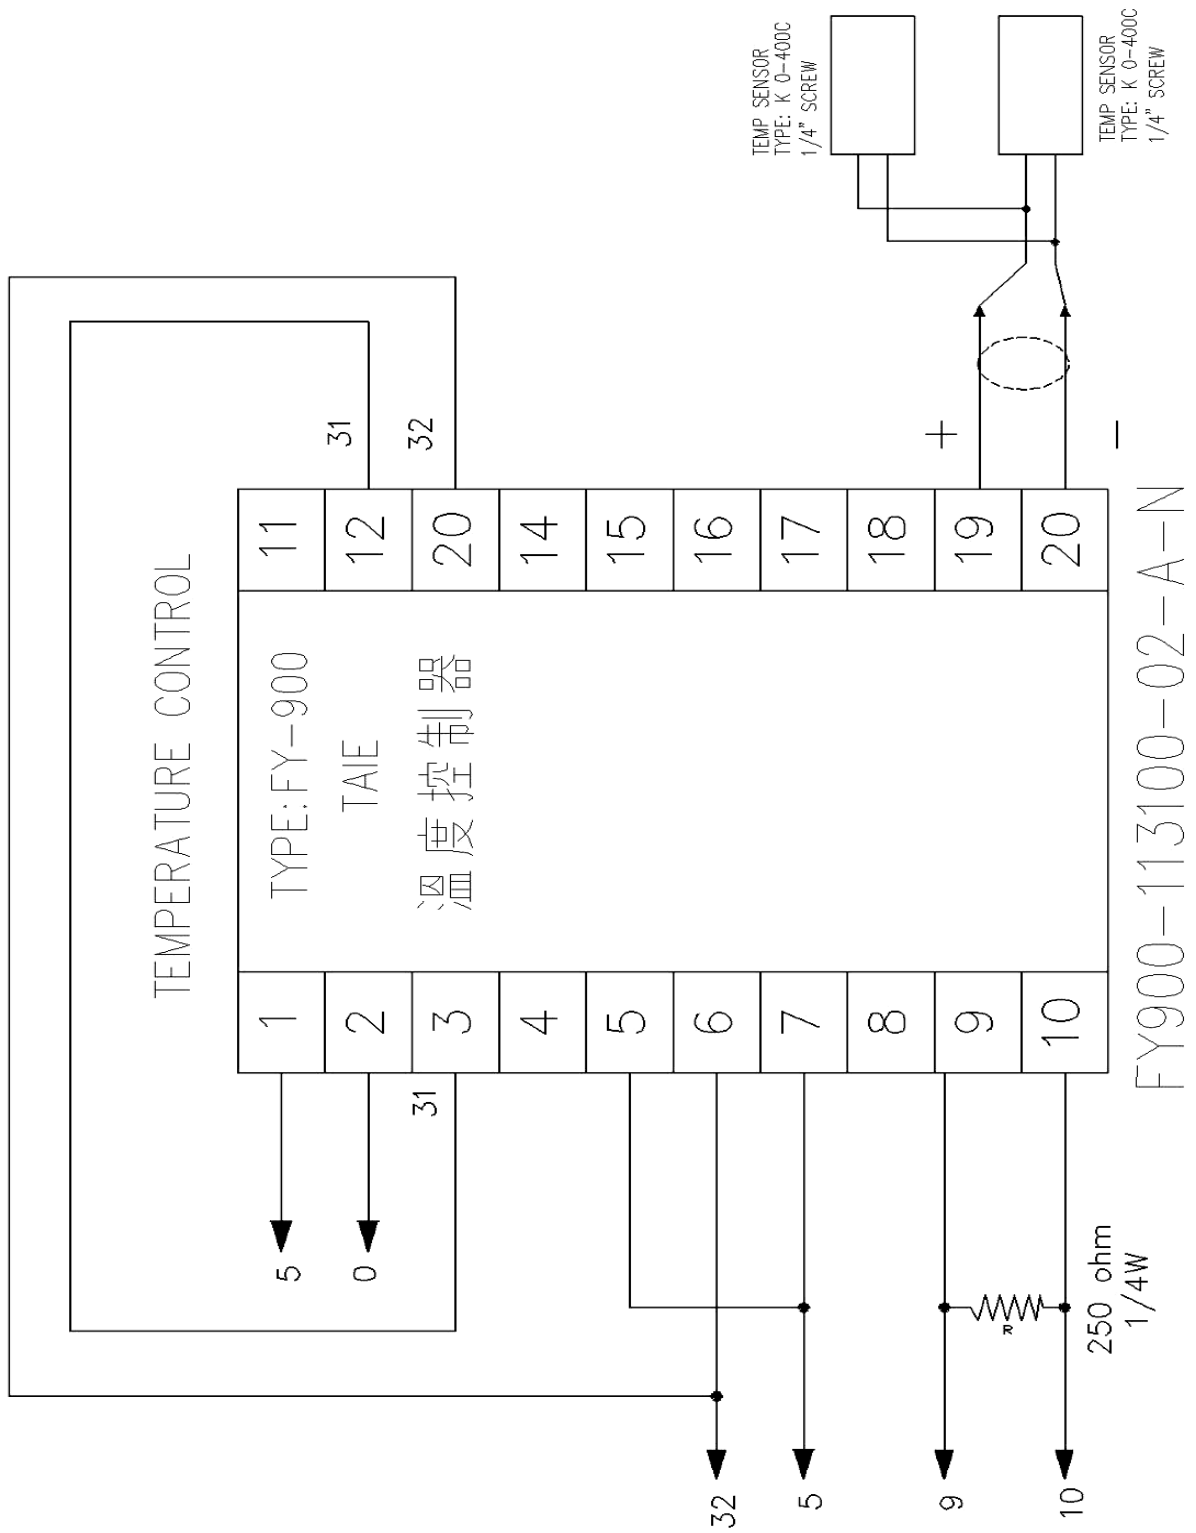 TEMPERATURE CONTROL
TYPE:FY-900
TAIE
溫度控制器
FY900-113100-02-A-N
1
2
3
4
5
6
7
8
9
10
11
12
20
14
15
16
17
18
19
20
31
32
31
+
−
5
0
32
5
9
10
R
250 ohm
1/4W
TEMP SENSOR
TYPE: K 0-400C
1/4" SCREW
TEMP SENSOR
TYPE: K 0-400C
1/4" SCREW